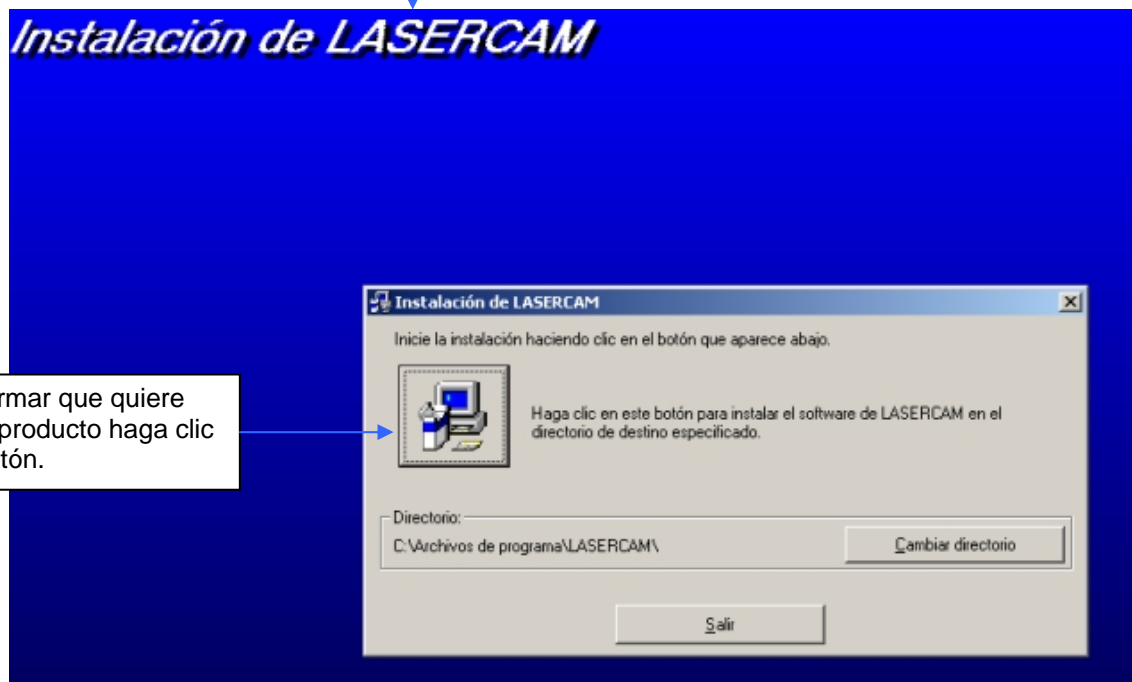 Instalación de LASERCAM
Instalación de LASERCAM
Inicie la instalación haciendo clic en el botón que aparece abajo.
Haga clic en este botón para instalar el software de LASERCAM en el
directorio de destino especificado.
que quiere
producto haga clic
Directorio:
C:\Archivos de programa\LASERCAM\
Cambiar directorio
Salir